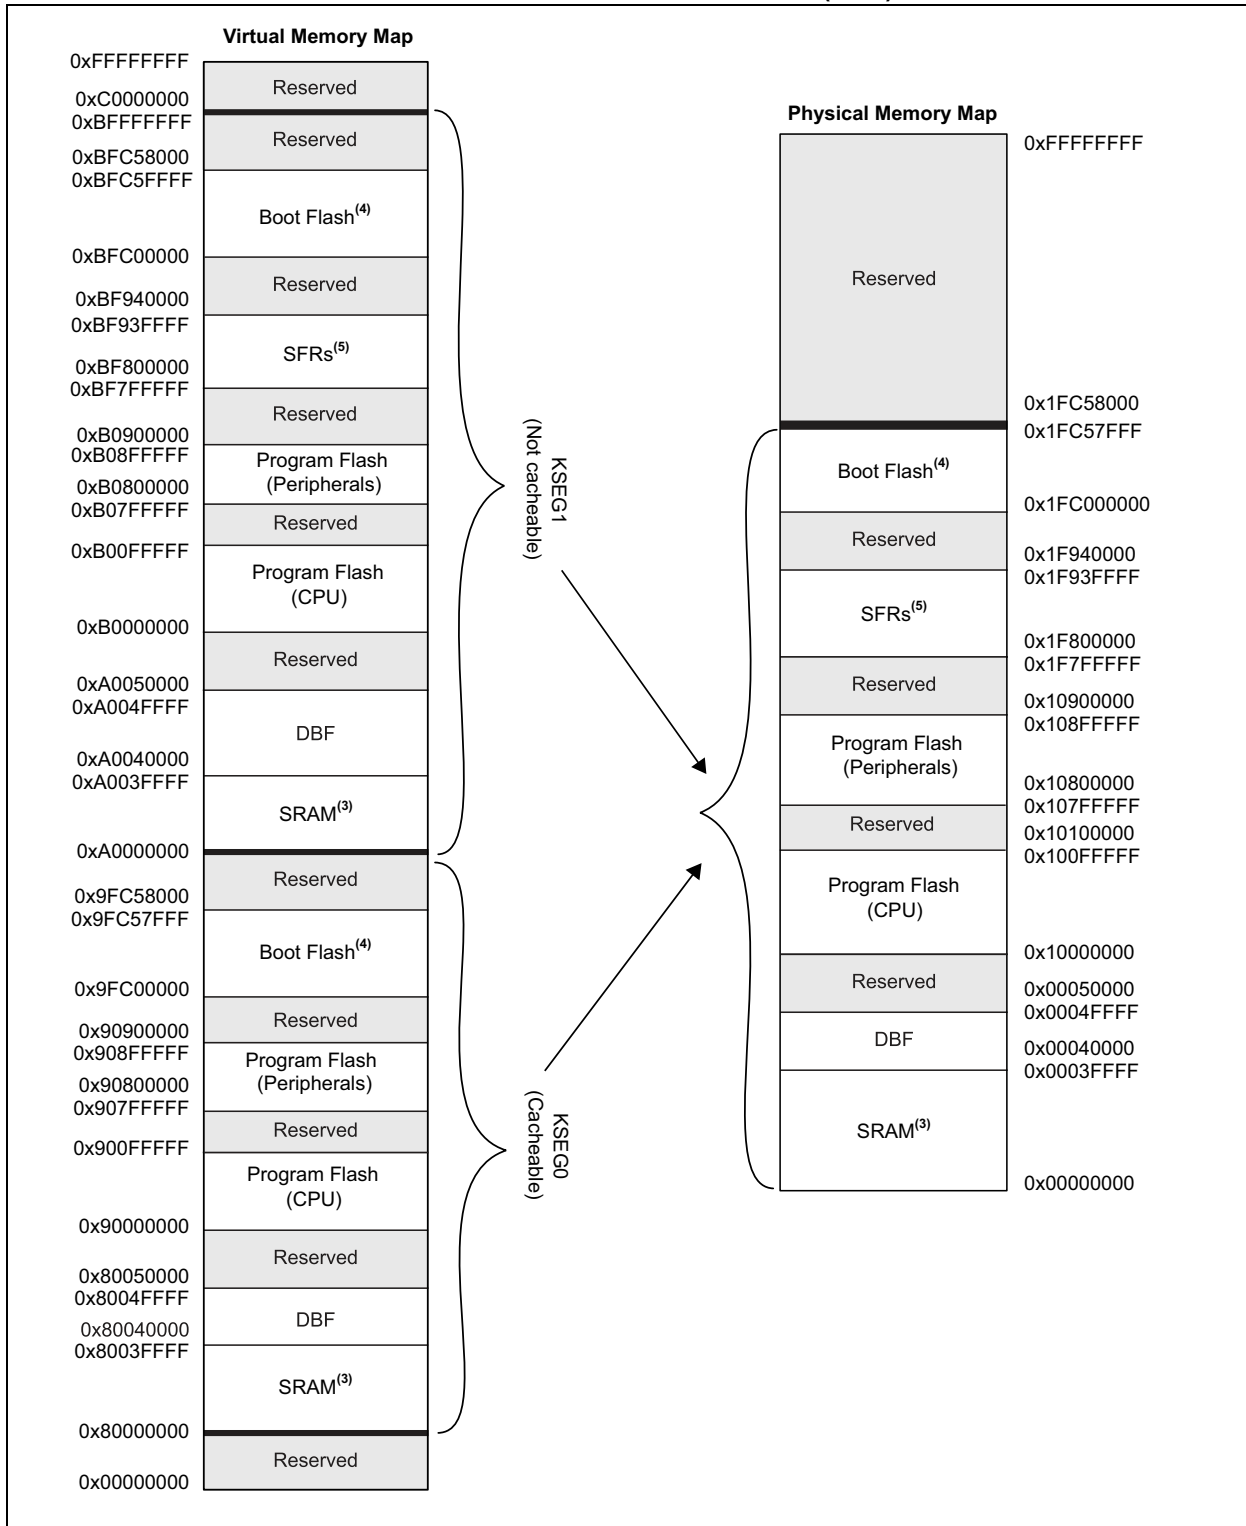 Virtual Memory Map
0xFFFFFFFF
Reserved
0xC0000000
0xBFFFFFFF
Reserved
0xBFC58000
0xBFC5FFFF
Boot Flash(4)
0xBFC00000
Reserved
0xBF940000
0xBF93FFFF
SFRs(5)
0xBF800000
0xBF7FFFFF
Reserved
0xB0900000
0xB08FFFFF
Program Flash
(Peripherals)
0xB0800000
0xB07FFFFF
Reserved
0xB00FFFFF
Program Flash
(CPU)
0xB0000000
Reserved
0xA0050000
0xA004FFFF
DBF
0xA0040000
0xA003FFFF
SRAM(3)
0xA0000000
Reserved
0x9FC58000
0x9FC57FFF
Boot Flash(4)
0x9FC00000
Reserved
0x90900000
0x908FFFFF
Program Flash
(Peripherals)
0x90800000
0x907FFFFF
Reserved
0x900FFFFF
Program Flash
(CPU)
0x90000000
Reserved
0x80050000
0x8004FFFF
DBF
0x80040000
0x8003FFFF
SRAM(3)
0x80000000
Reserved
0x00000000
KSEG1
(Not cacheable)
KSEG0
(Cacheable)
Physical Memory Map
0xFFFFFFFF
Reserved
0x1FC58000
0x1FC57FFF
Boot Flash(4)
0x1FC000000
Reserved
0x1F940000
0x1F93FFFF
SFRs(5)
0x1F800000
0x1F7FFFFF
Reserved
0x10900000
0x108FFFFF
Program Flash
(Peripherals)
0x10800000
0x107FFFFF
Reserved
0x10100000
0x100FFFFF
Program Flash
(CPU)
0x10000000
Reserved
0x00050000
0x0004FFFF
DBF
0x00040000
0x0003FFFF
SRAM(3)
0x00000000